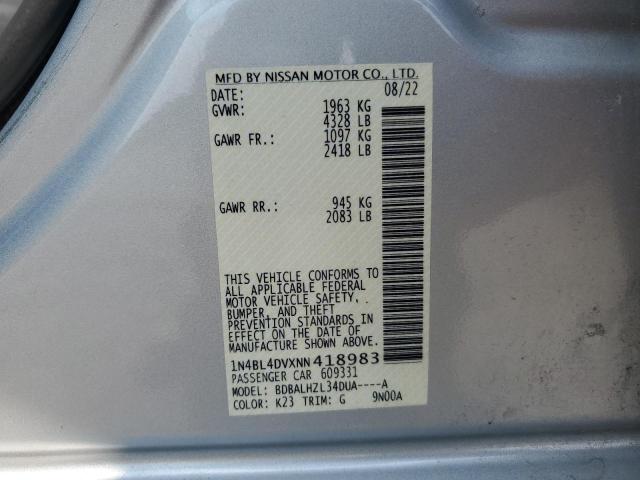 MFD BY NISSAN MOTOR CO., LTD.
DATE: 08/22
GVWR: 1963 KG
4328 LB
GAWR FR.: 1097 KG
2418 LB
GAWR RR.: 945 KG
2083 LB
THIS VEHICLE CONFORMS TO
ALL APPLICABLE FEDERAL
MOTOR VEHICLE SAFETY,
BUMPER, AND THEFT
PREVENTION STANDARDS IN
EFFECT ON THE DATE OF
MANUFACTURE SHOWN ABOVE.
1N4BL4DVXNN418983
PASSENGER CAR 609331
MODEL: BDBALHZL34DUA----A
COLOR: K23 TRIM: G 9N00A